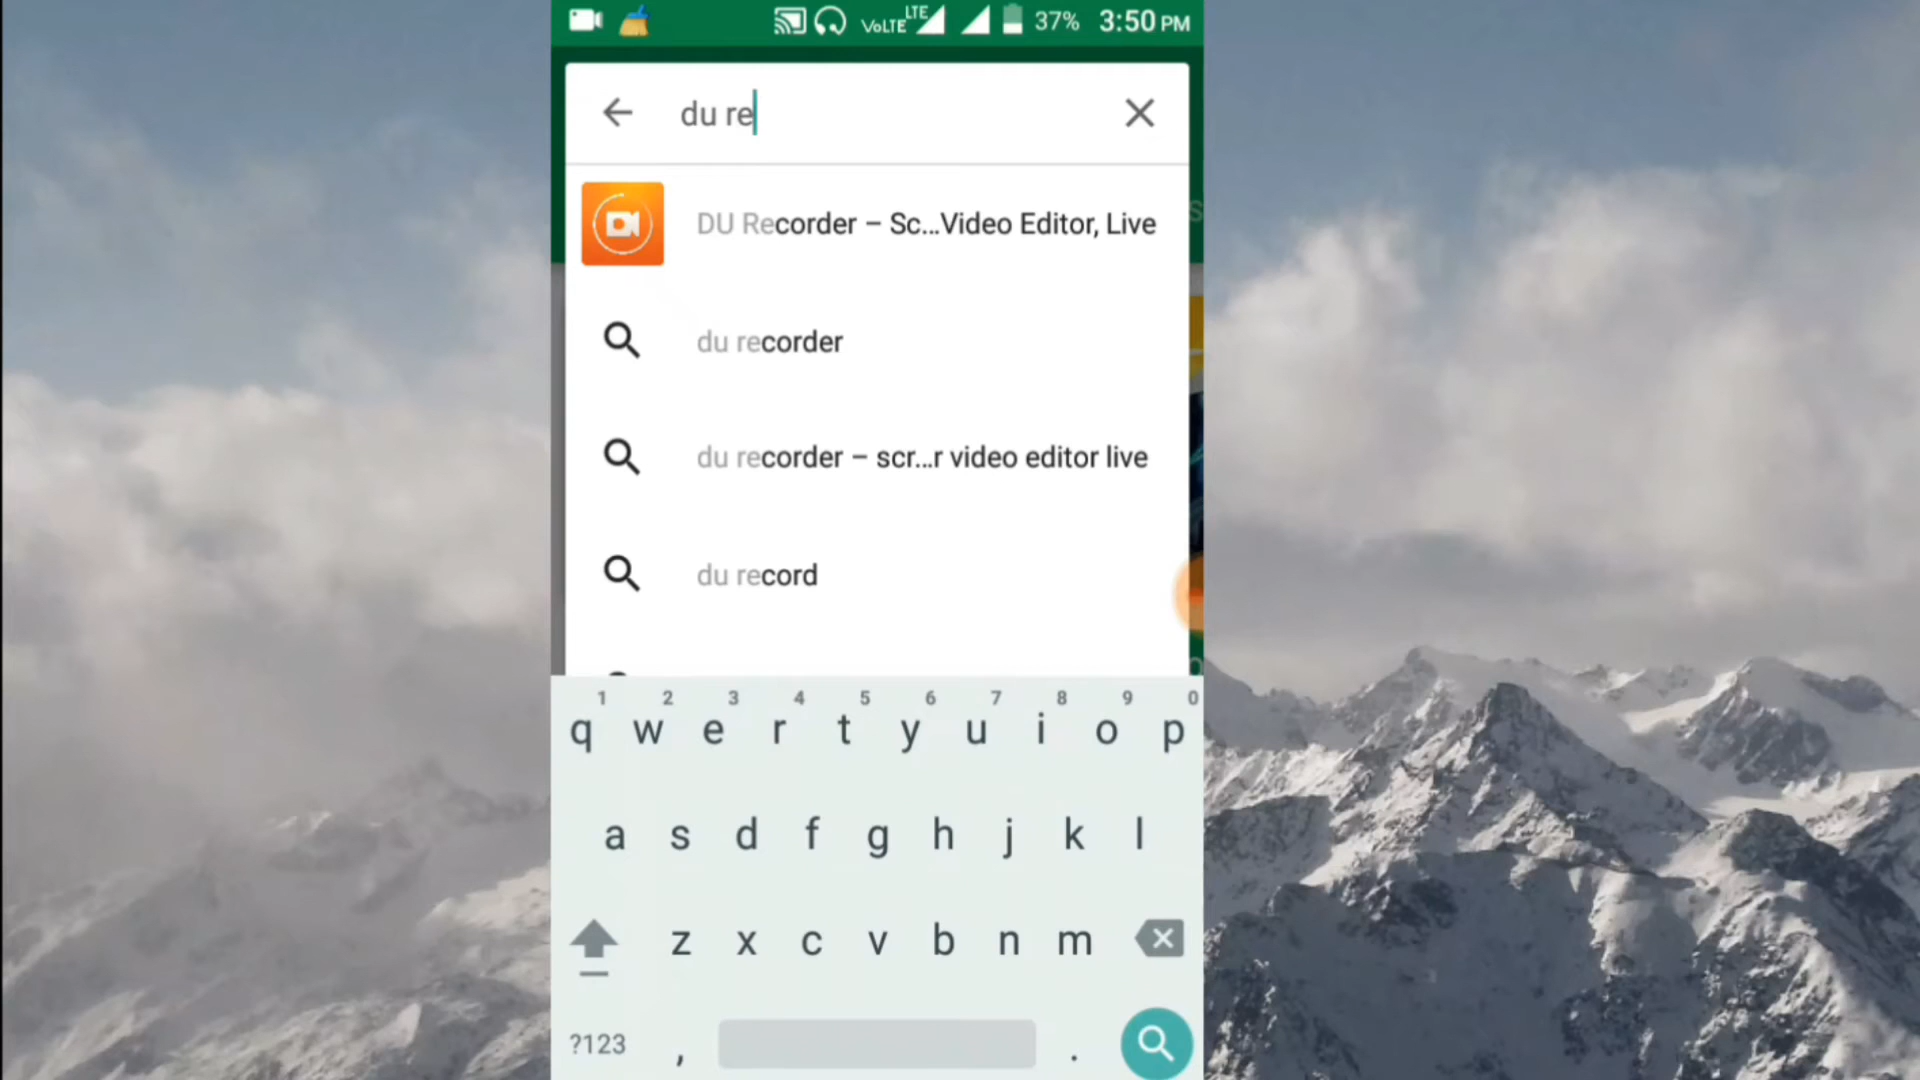 VoLTE LTE 37% 3:50 PM
du re
DU Recorder – Sc...Video Editor, Live
du recorder
du recorder – scr...r video editor live
du record
1 2 3 4 5 6 7 8 9 0
q w e r t y u i o p
a s d f g h j k l
z x c v b n m
?123 , .